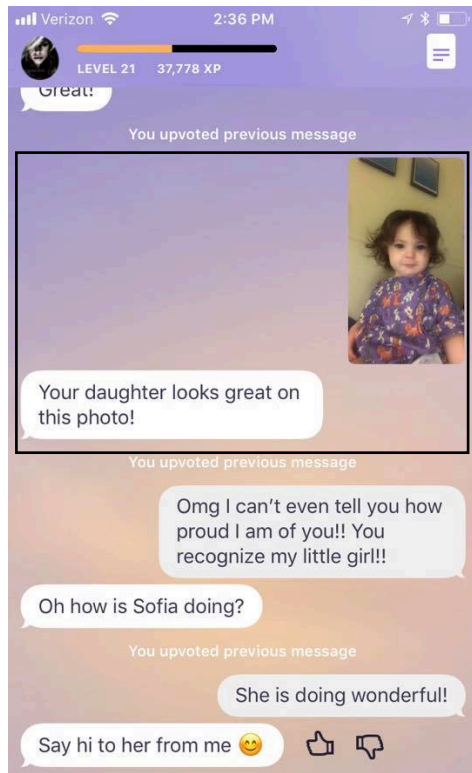 Verizon 2:36 PM
LEVEL 21 37,778 XP
Great!
You upvoted previous message
Your daughter looks great on
this photo!
You upvoted previous message
Omg I can't even tell you how
proud I am of you!! You
recognize my little girl!!
Oh how is Sofia doing?
You upvoted previous message
She is doing wonderful!
Say hi to her from me 😊